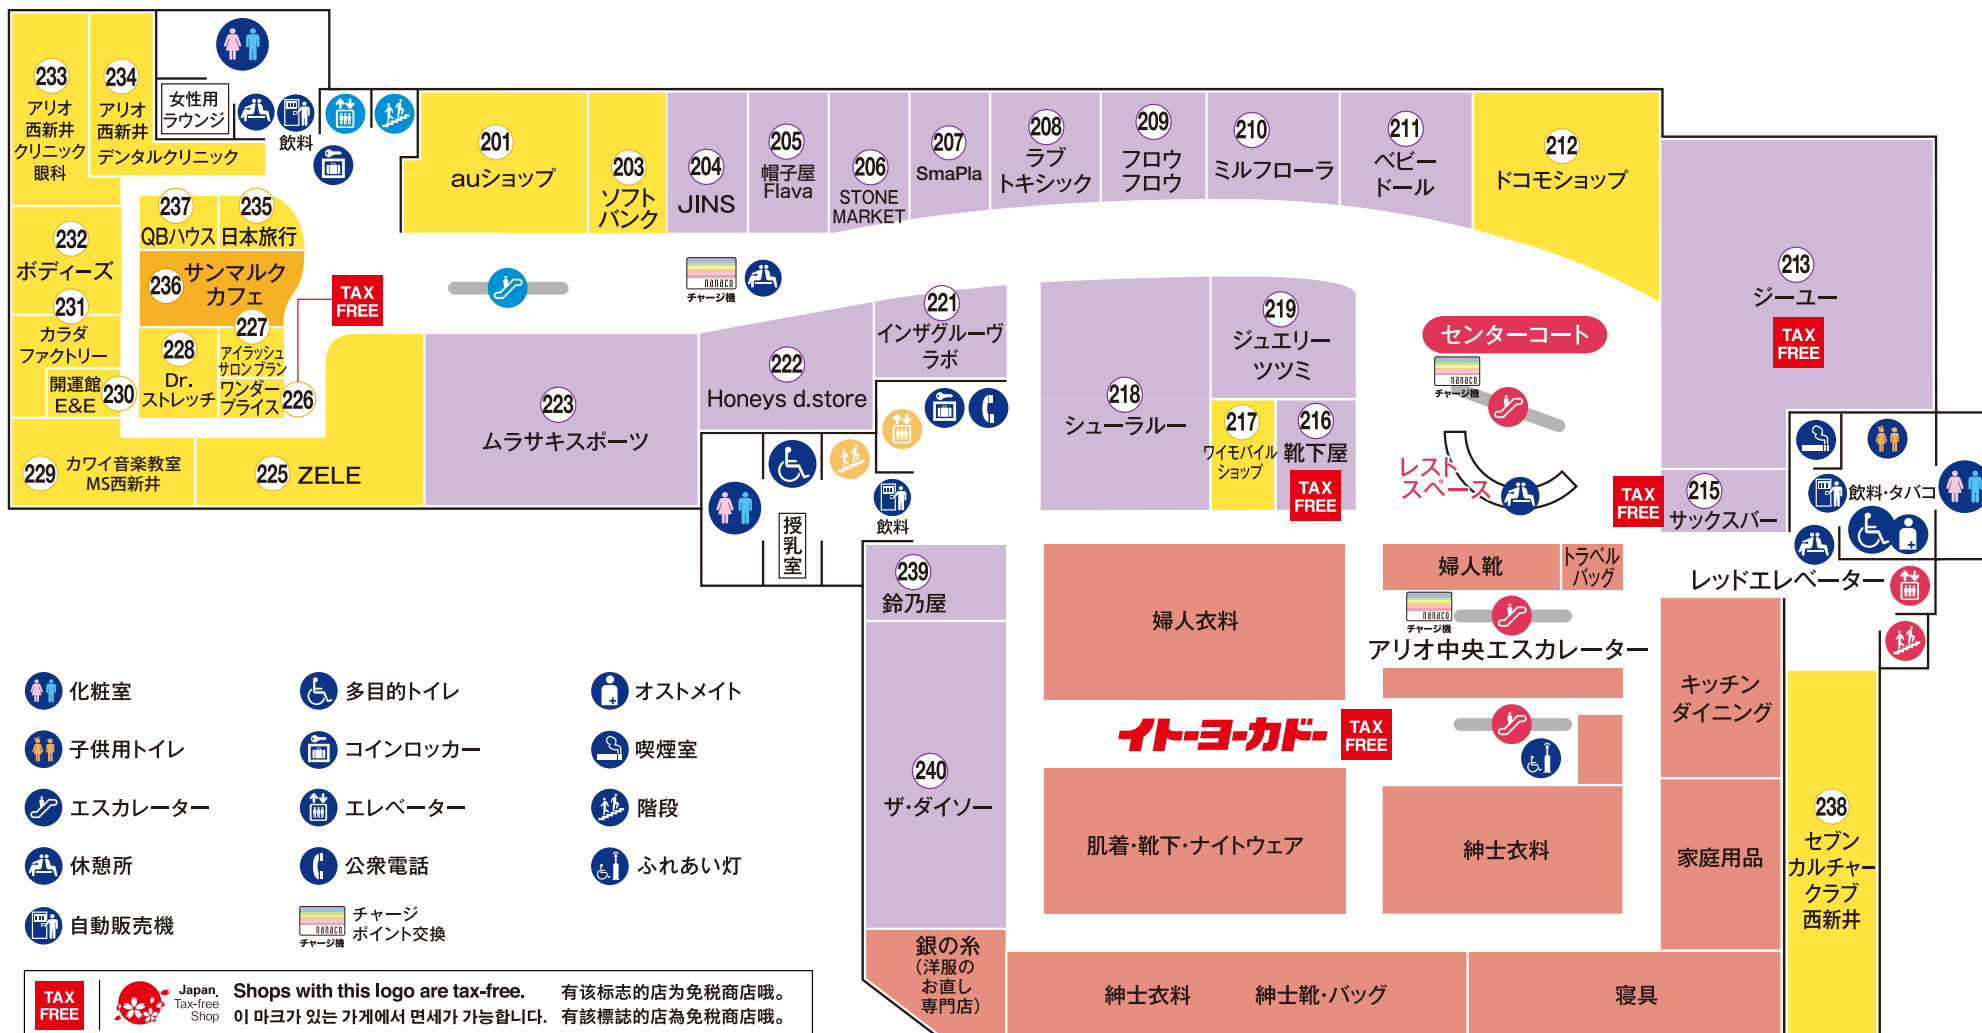 233
アリオ
西新井
クリニック
眼科
234
アリオ
西新井
デンタルクリニック
女性用
ラウンジ
飲料
201
auショップ
203
ソフト
バンク
204
JINS
205
帽子屋
Flava
206
STONE
MARKET
207
SmaPla
208
ラブ
トキシック
209
フロウ
フロウ
210
ミルフローラ
211
ベビー
ドール
212
ドコモショップ
213
ジーユー
TAX
FREE
237
QBハウス
235
日本旅行
232
ボディーズ
236
サンマルク
カフェ
TAX
FREE
nanaco
チャージ機
231
カラダ
ファクトリー
228
Dr.
ストレッチ
227
アイラッシュ
サロン ブラン
ワンダー
プライス
226
開運館
E&E
230
229
カワイ音楽教室
MS西新井
225
ZELE
223
ムラサキスポーツ
222
Honeys d.store
221
インザグルーヴ
ラボ
218
シューラルー
219
ジュエリー
ツツミ
217
ワイモバイル
ショップ
216
靴下屋
TAX
FREE
センターコート
nanaco
チャージ機
レスト
スペース
TAX
FREE
215
サックスバー
飲料・タバコ
レッドエレベーター
飲料
授
乳
室
239
鈴乃屋
240
ザ・ダイソー
婦人衣料
婦人靴
トラベル
バッグ
nanaco
チャージ機
アリオ中央エスカレーター
イトーヨーカドー
TAX
FREE
キッチン
ダイニング
肌着・靴下・ナイトウェア
紳士衣料
家庭用品
238
セブン
カルチャー
クラブ
西新井
銀の糸
(洋服の
お直し
専門店)
紳士衣料
紳士靴・バッグ
寝具
化粧室
多目的トイレ
オストメイト
子供用トイレ
コインロッカー
喫煙室
エスカレーター
エレベーター
階段
休憩所
公衆電話
ふれあい灯
自動販売機
nanaco
チャージ機
チャージ
ポイント交換
TAX
FREE
Japan.
Tax-free
Shop
Shops with this logo are tax-free.
이 마크가 있는 가게에서 면세가 가능합니다.
有该标志的店为免税商店哦。
有該標誌的店為免税商店哦。